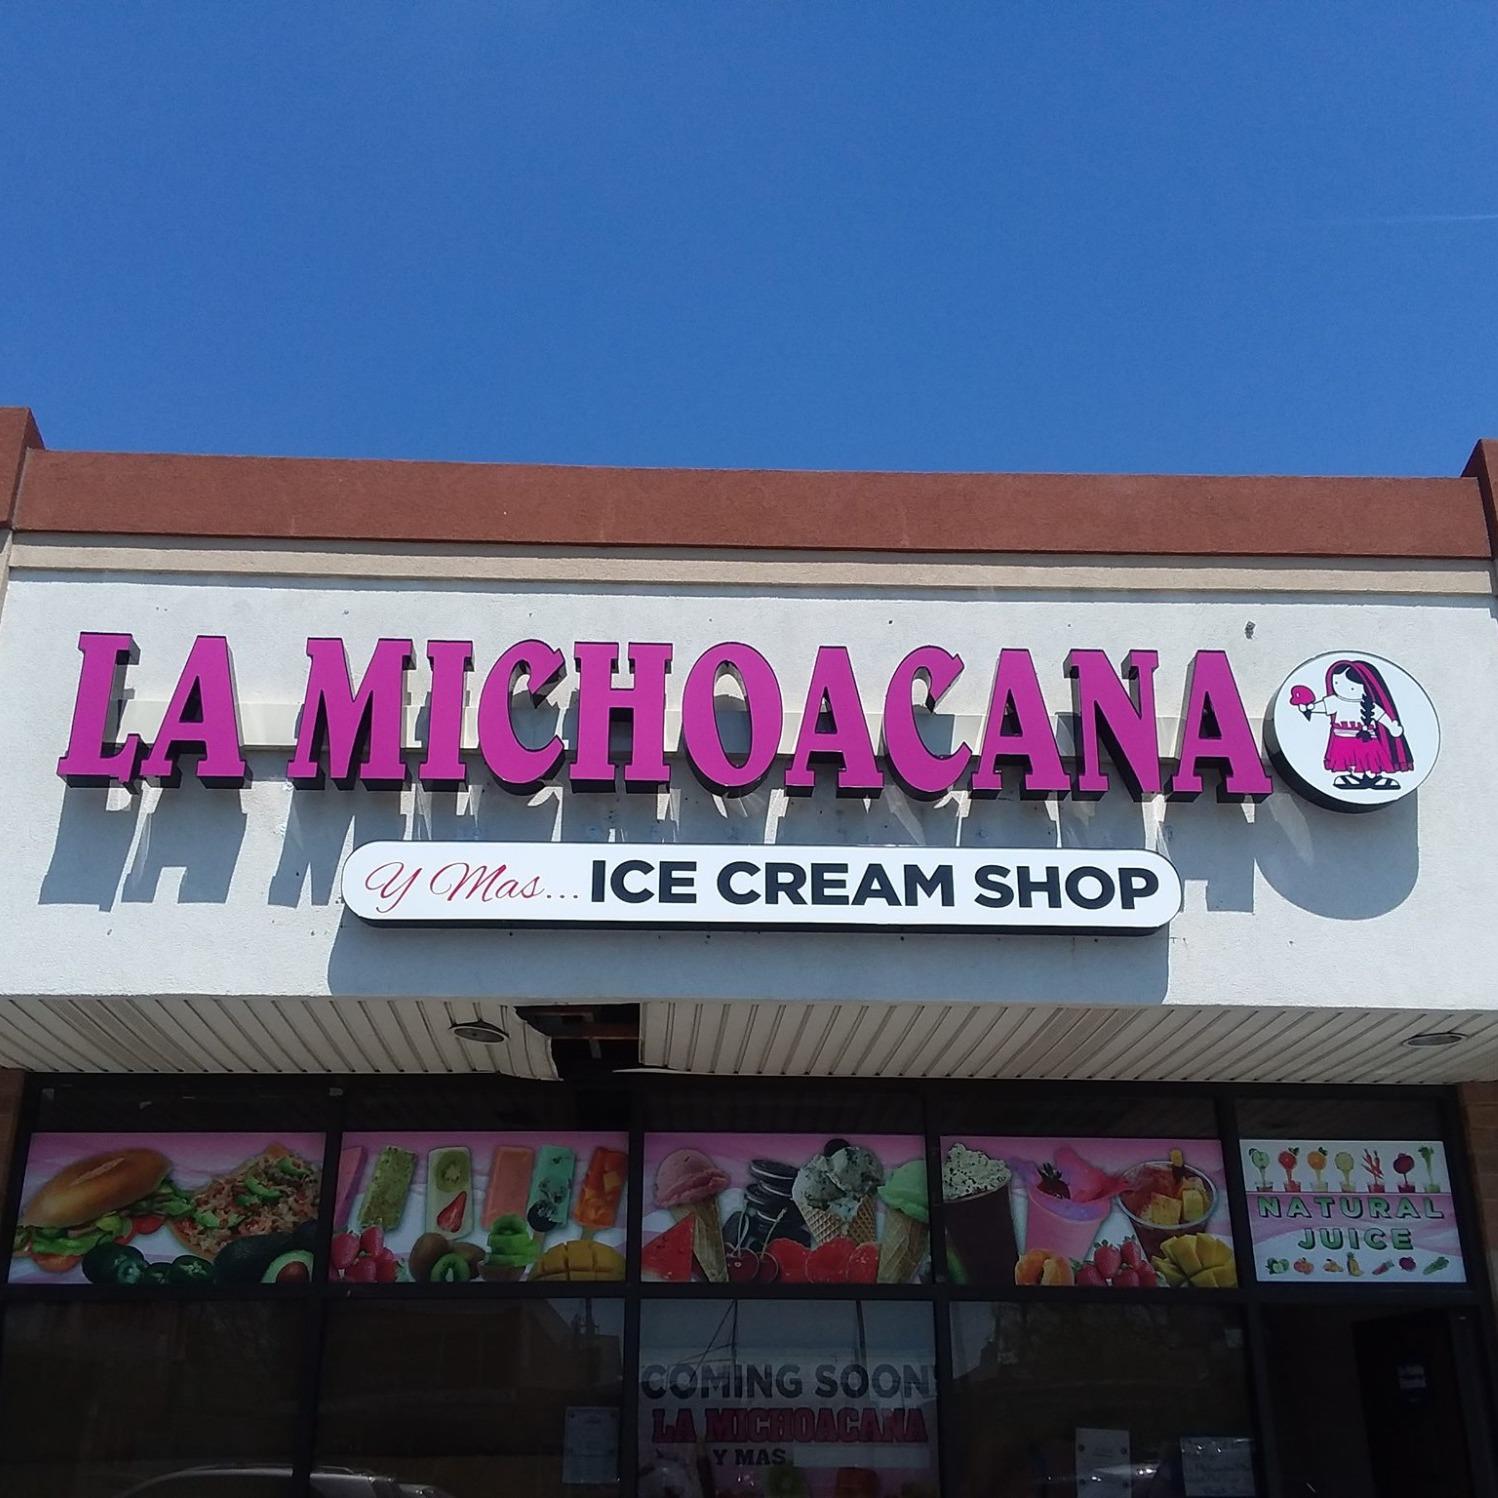 LA MICHOACANA
Y Mas... ICE CREAM SHOP
NATURAL
JUICE
COMING SOON
LA MICHOACANA
Y MAS